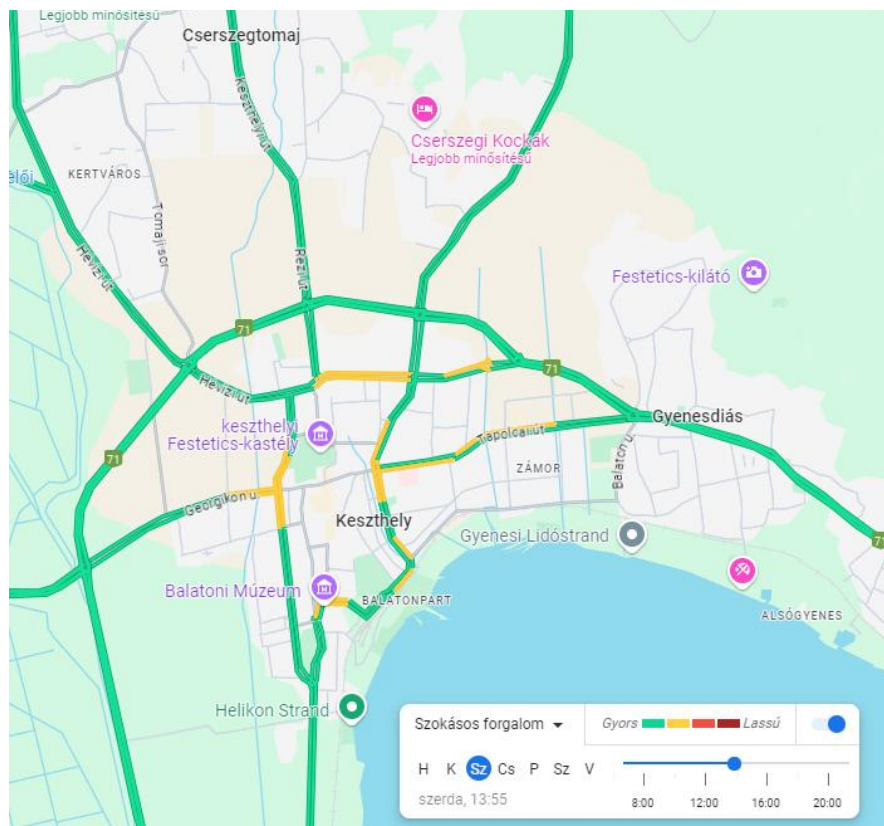 Legjobb minősítésű
Cserszegtomaj
Keszthelyi út
Cserszegi Kockák
Legjobb minősítésű
KERTVÁROS
elői
Tomaji sor
Hévízi út
Rezi út
Festetics-kilátó
71
Hévízi út
71
keszthelyi
Festetics-kastély
Gyenesdiás
Tapolcai út
71
ZÁMOR
Balaton u.
Georgikon u.
Keszthely
Gyenesi Lidóstrand
71
Balatoni Múzeum
BALATONPART
ALSÓGYENES
Helikon Strand
Szokásos forgalom
Gyors
Lassú
H K Sz Cs P Sz V
szerda, 13:55
8:00 12:00 16:00 20:00